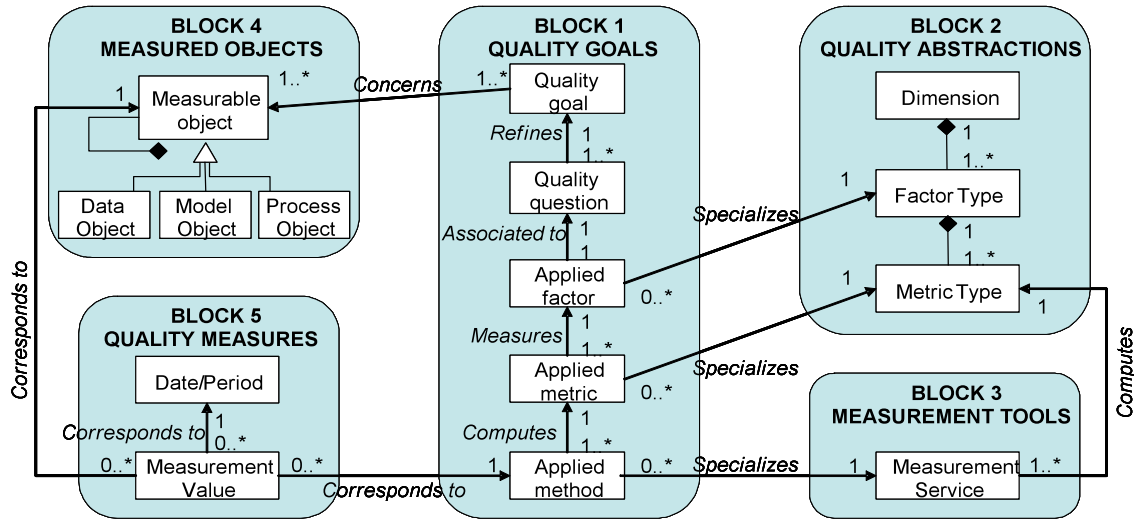 BLOCK 4
MEASURED OBJECTS
1
1..*
Measurable
object
Data
Object
Model
Object
Process
Object
Concerns
BLOCK 1
QUALITY GOALS
1..*
Quality
goal
Refines
1
1..*
Quality
question
Associated to
1
1
Applied
factor
0..*
Measures
1
1..*
Applied
metric
0..*
Computes
1
1..*
1
Applied
method
0..*
Specializes
Specializes
Specializes
BLOCK 2
QUALITY ABSTRACTIONS
Dimension
1
1..*
1
Factor Type
1
1..*
1
Metric Type
1
BLOCK 3
MEASUREMENT TOOLS
1
Measurement
Service
1..*
Computes
Corresponds to
BLOCK 5
QUALITY MEASURES
Date/Period
Corresponds to
1
0..*
0..*
Measurement
Value
0..*
Corresponds to